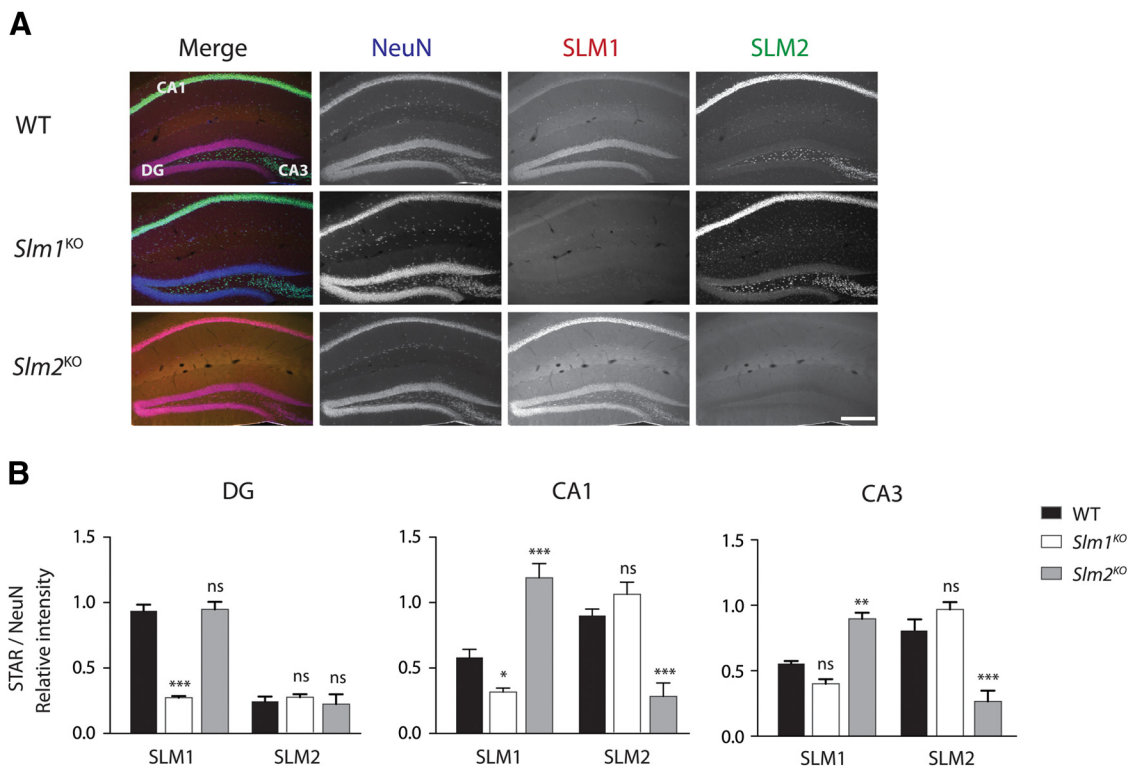 A
Merge NeuN SLM1 SLM2
WT
CA1
DG CA3
Slm1KO
Slm2KO
B
DG CA1 CA3
WT
Slm1KO
Slm2KO
STAR / NeuN
Relative intensity
1.5
1.0
0.5
0.0
***
ns
ns
ns
SLM1 SLM2
1.5
1.0
0.5
0.0
*
***
ns
***
SLM1 SLM2
1.5
1.0
0.5
0.0
ns
**
ns
***
SLM1 SLM2